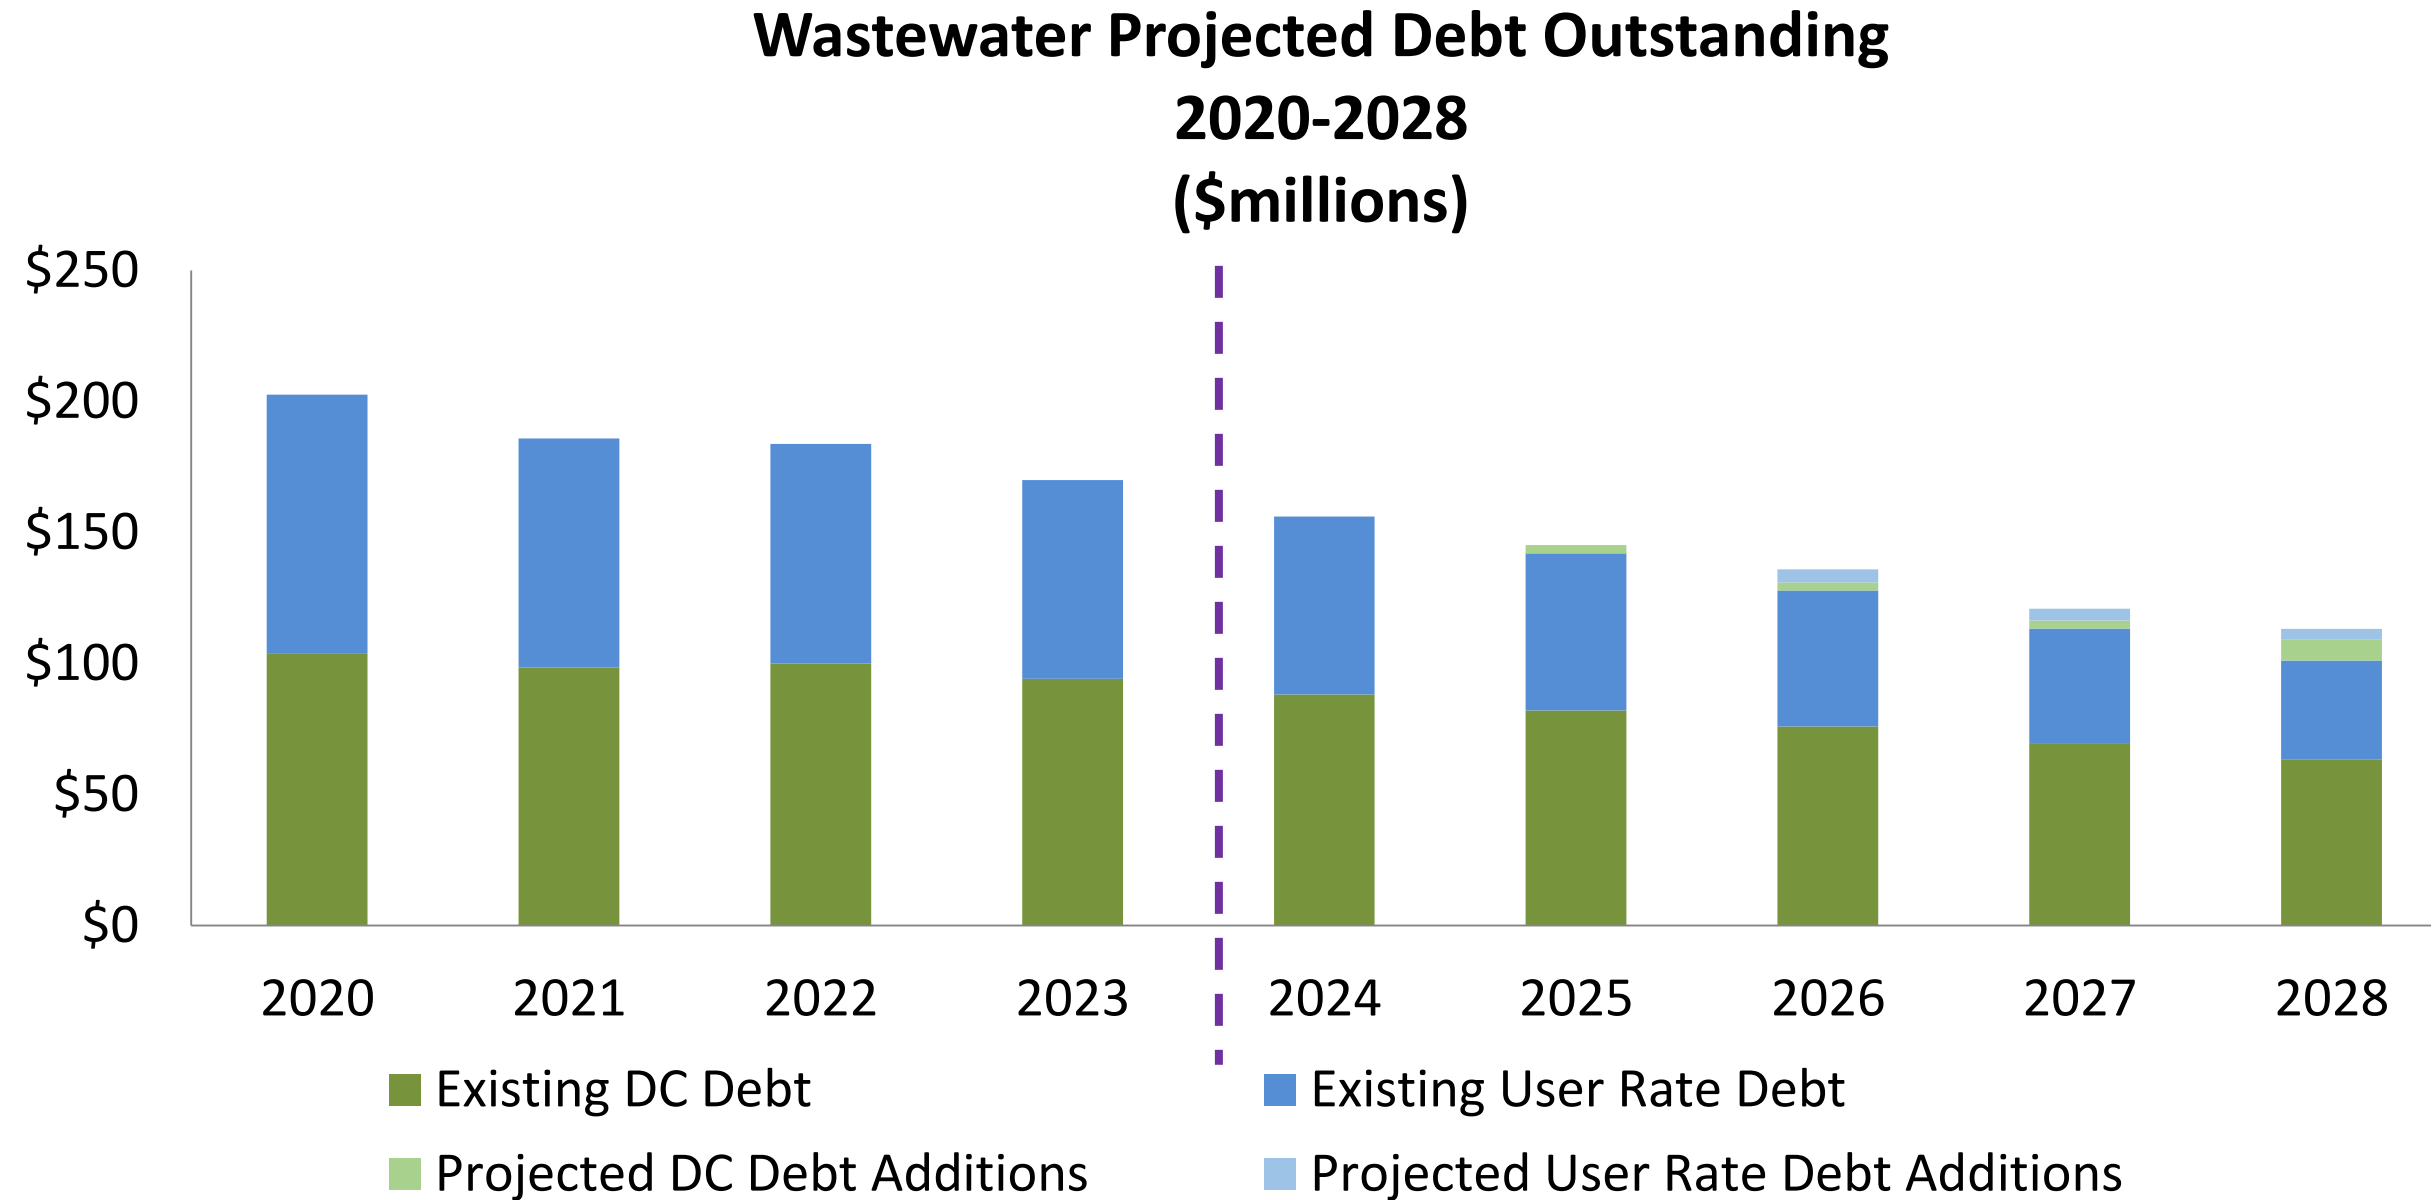 Wastewater Projected Debt Outstanding
2020-2028
($millions)
$250
$200
$150
$100
$50
$0
2020 2021 2022 2023 2024 2025 2026 2027 2028
Existing DC Debt Existing User Rate Debt
Projected DC Debt Additions Projected User Rate Debt Additions